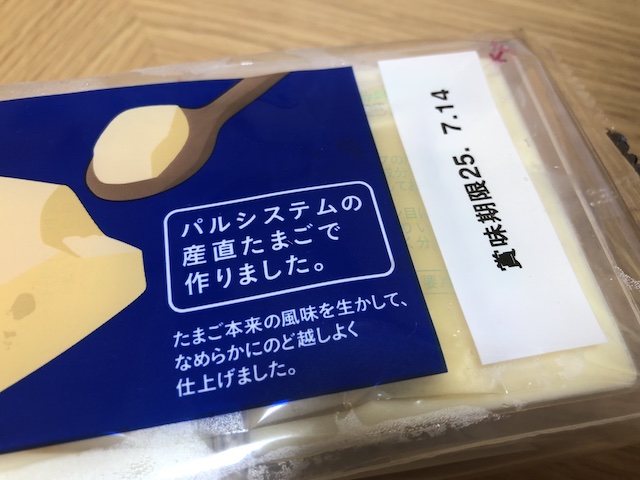 パルシステムの
産直たまごで
作りました。
たまご本来の風味を生かして、
なめらかにのど越しよく
仕上げました。
賞味期限25. 7.14